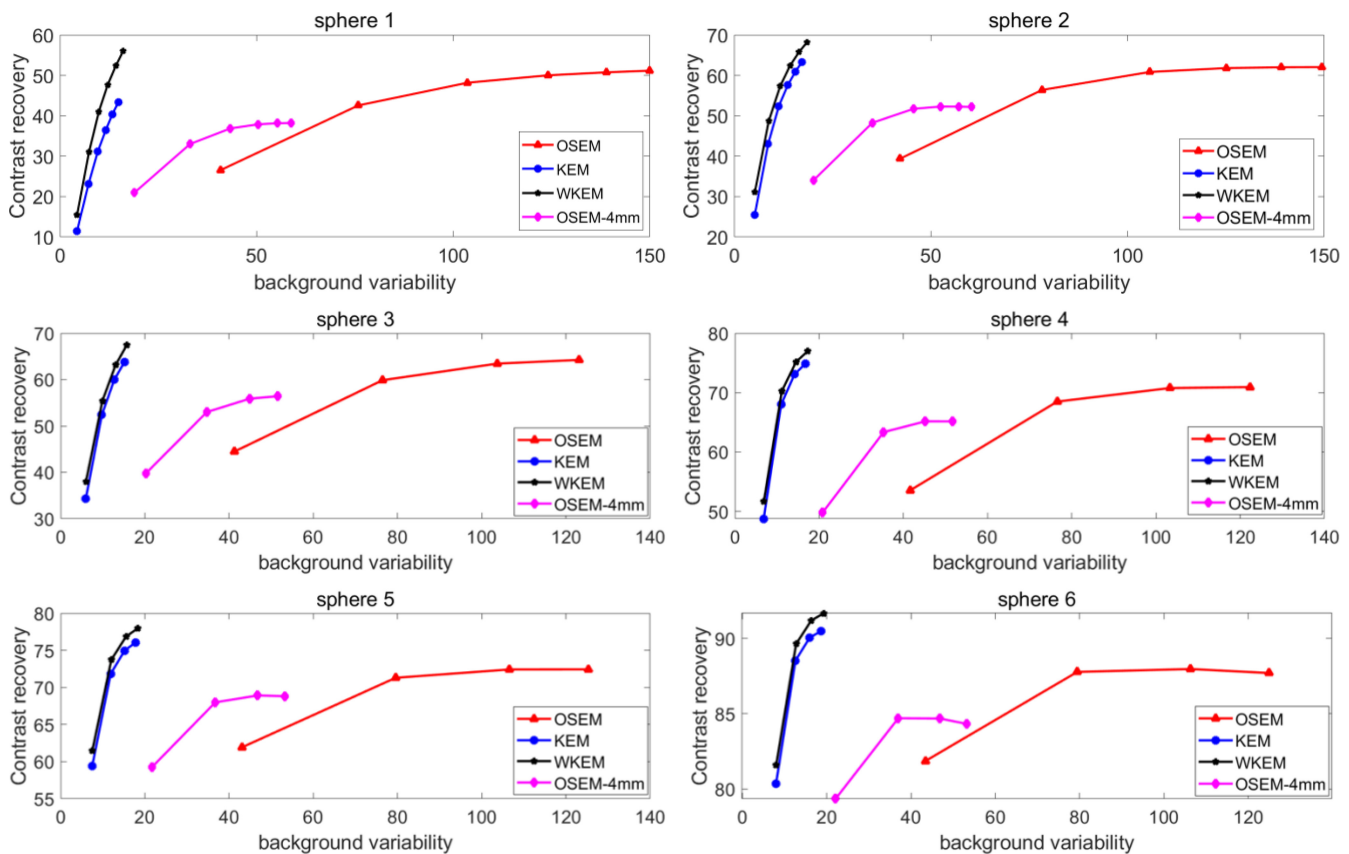 sphere 1
Contrast recovery
60
50
40
30
20
10
0 50 100 150
background variability
OSEM
KEM
WKEM
OSEM-4mm
sphere 2
Contrast recovery
70
60
50
40
30
20
0 50 100 150
background variability
OSEM
KEM
WKEM
OSEM-4mm
sphere 3
Contrast recovery
70
60
50
40
30
0 20 40 60 80 100 120 140
background variability
OSEM
KEM
WKEM
OSEM-4mm
sphere 4
Contrast recovery
80
70
60
50
0 20 40 60 80 100 120 140
background variability
OSEM
KEM
WKEM
OSEM-4mm
sphere 5
Contrast recovery
80
75
70
65
60
55
0 20 40 60 80 100 120 140
background variability
OSEM
KEM
WKEM
OSEM-4mm
sphere 6
Contrast recovery
90
85
80
0 20 40 60 80 100 120
background variability
OSEM
KEM
WKEM
OSEM-4mm